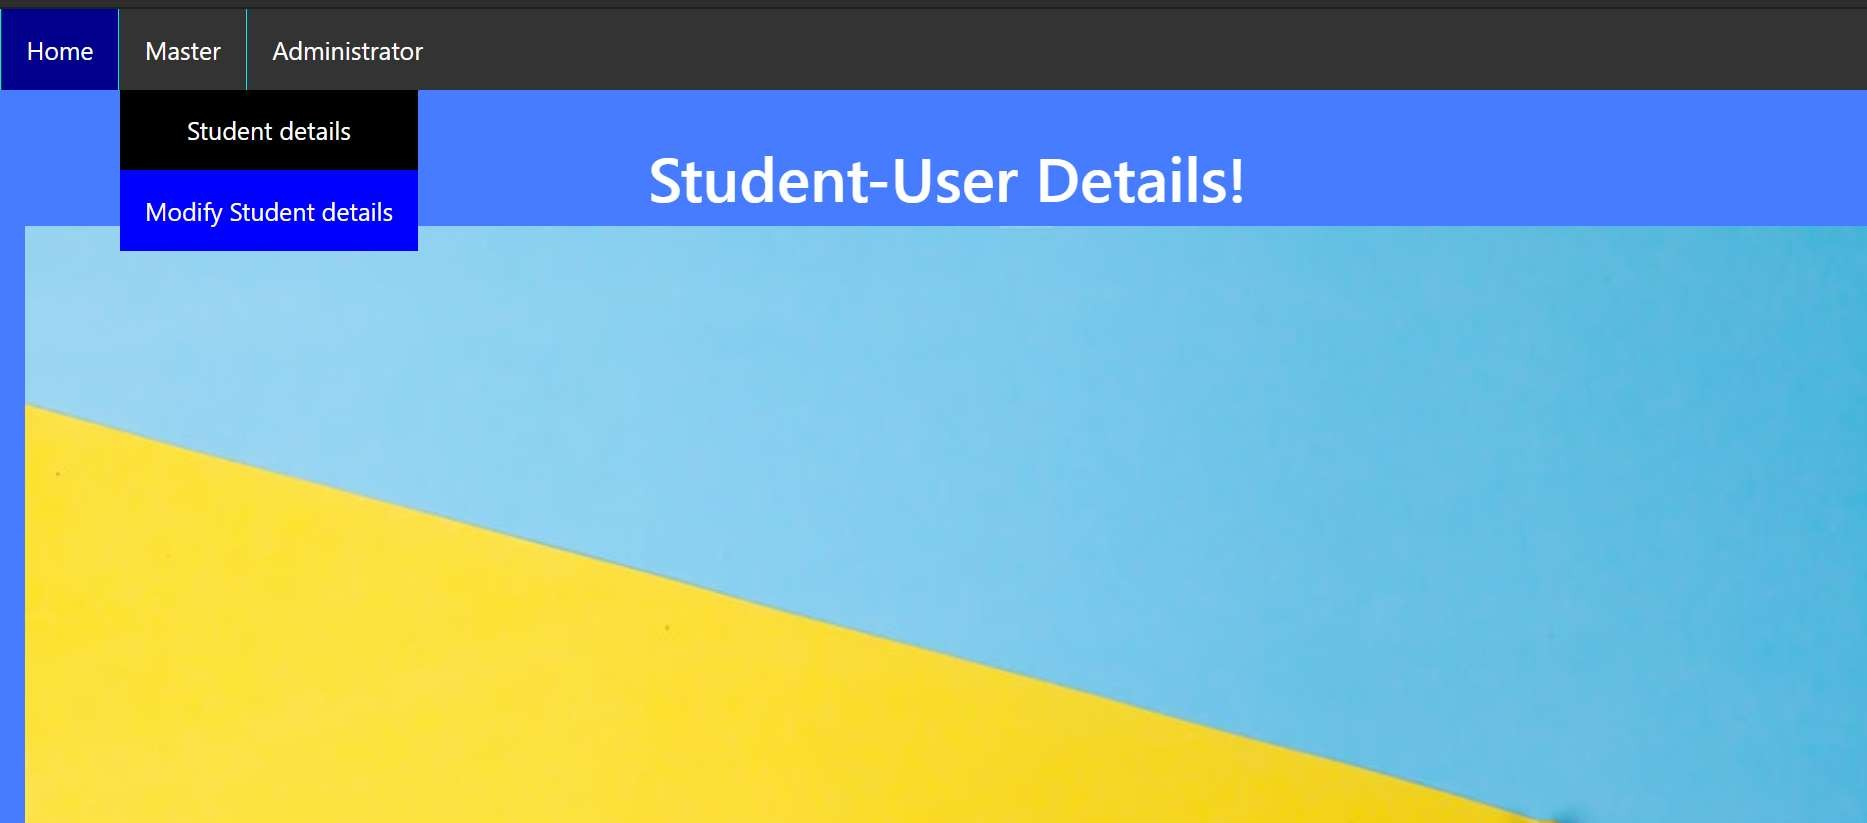 Home Master Administrator
Student details
Student-User Details!
Modify Student details